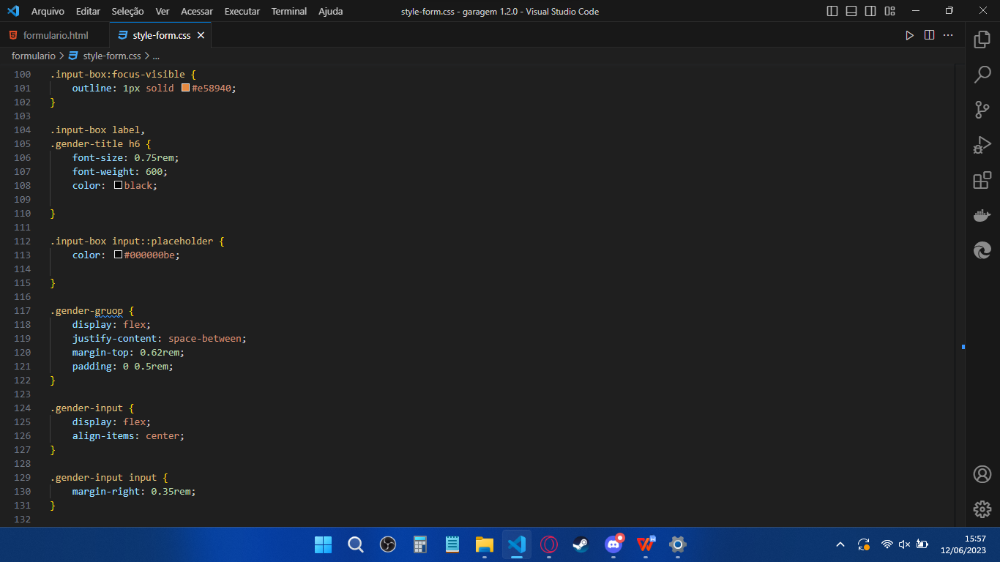 Arquivo Editar Seleção Ver Acessar Executar Terminal Ajuda style-form.css - garagem 1.2.0 - Visual Studio Code
formulario.html style-form.css
formulario > style-form.css > ...
100 .input-box:focus-visible {
101 outline: 1px solid #e58940;
102 }
103
104 .input-box label,
105 .gender-title h6 {
106 font-size: 0.75rem;
107 font-weight: 600;
108 color: black;
109
110 }
111
112 .input-box input::placeholder {
113 color: #000000be;
114
115 }
116
117 .gender-gruop {
118 display: flex;
119 justify-content: space-between;
120 margin-top: 0.62rem;
121 padding: 0 0.5rem;
122 }
123
124 .gender-input {
125 display: flex;
126 align-items: center;
127 }
128
129 .gender-input input {
130 margin-right: 0.35rem;
131 }
132
15:57
12/06/2023